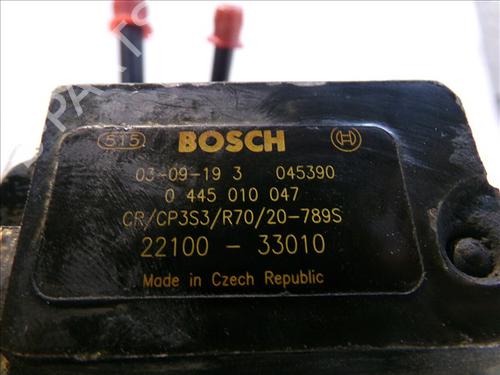 515 BOSCH
03-09-19 3 045390
0 445 010 047
CR/CP3S3/R70/20-789S
22100 - 33010
Made in Czech Republic